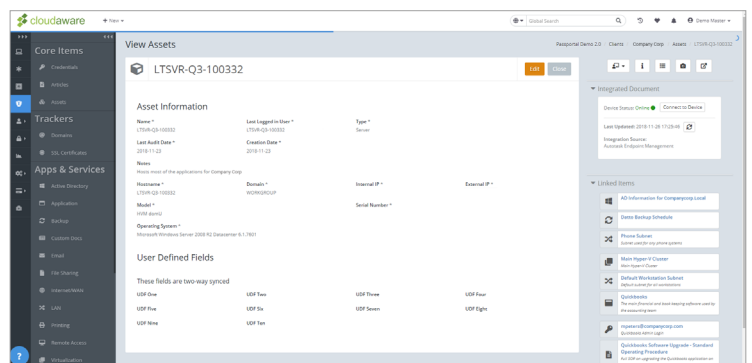 cloudaware
+ New
Global Search
Demo Master
Core Items
Credentials
Articles
Assets
Trackers
Domains
SSL Certificates
Apps & Services
Active Directory
Application
Backup
Custom Docs
Email
File Sharing
Internet/WAN
LAN
Printing
Remote Access
Virtualization
?
View Assets
Passportal Demo 2.0 / Clients / Company Corp / Assets / LTSVR-Q3-100332
LTSVR-Q3-100332
Edit Close
Asset Information
Name * Last Logged in User * Type *
LTSVR-Q3-100332 LTSVR-Q3-100332 Server
Last Audit Date * Creation Date *
2018-11-23 2018-11-23
Notes
Hosts most of the applications for Company Corp.
Hostname * Domain * Internal IP * External IP *
LTSVR-Q3-100332 WORKGROUP
Model * Serial Number *
HVM domU
Operating System *
Microsoft Windows Server 2008 R2 Datacenter 6.1.7601
User Defined Fields
These fields are two-way synced
UDF One UDF Two UDF Three UDF Four
UDF Five UDF Six UDF Seven UDF Eight
UDF Nine UDF Ten
Integrated Document
Device Status: Online Connect to Device
Last Updated: 2018-11-28 17:25:46
Integration Source:
Autotask Endpoint Management
Linked Items
AD Information for Companycorp Local
Demo Backup Schedule
Phone Subnet
Subnet used for any phone systems
Main Hyper-V Cluster
Main Hyper-V Cluster
Default Workstation Subnet
Default subnet for all workstations
Quickbooks
The main financial and book keeping software used by
the accounting team
Quickbooks Admin Login
Quickbooks Software Upgrade - Standard
Operating Procedure
Full SOP on upgrading the Quickbooks application on